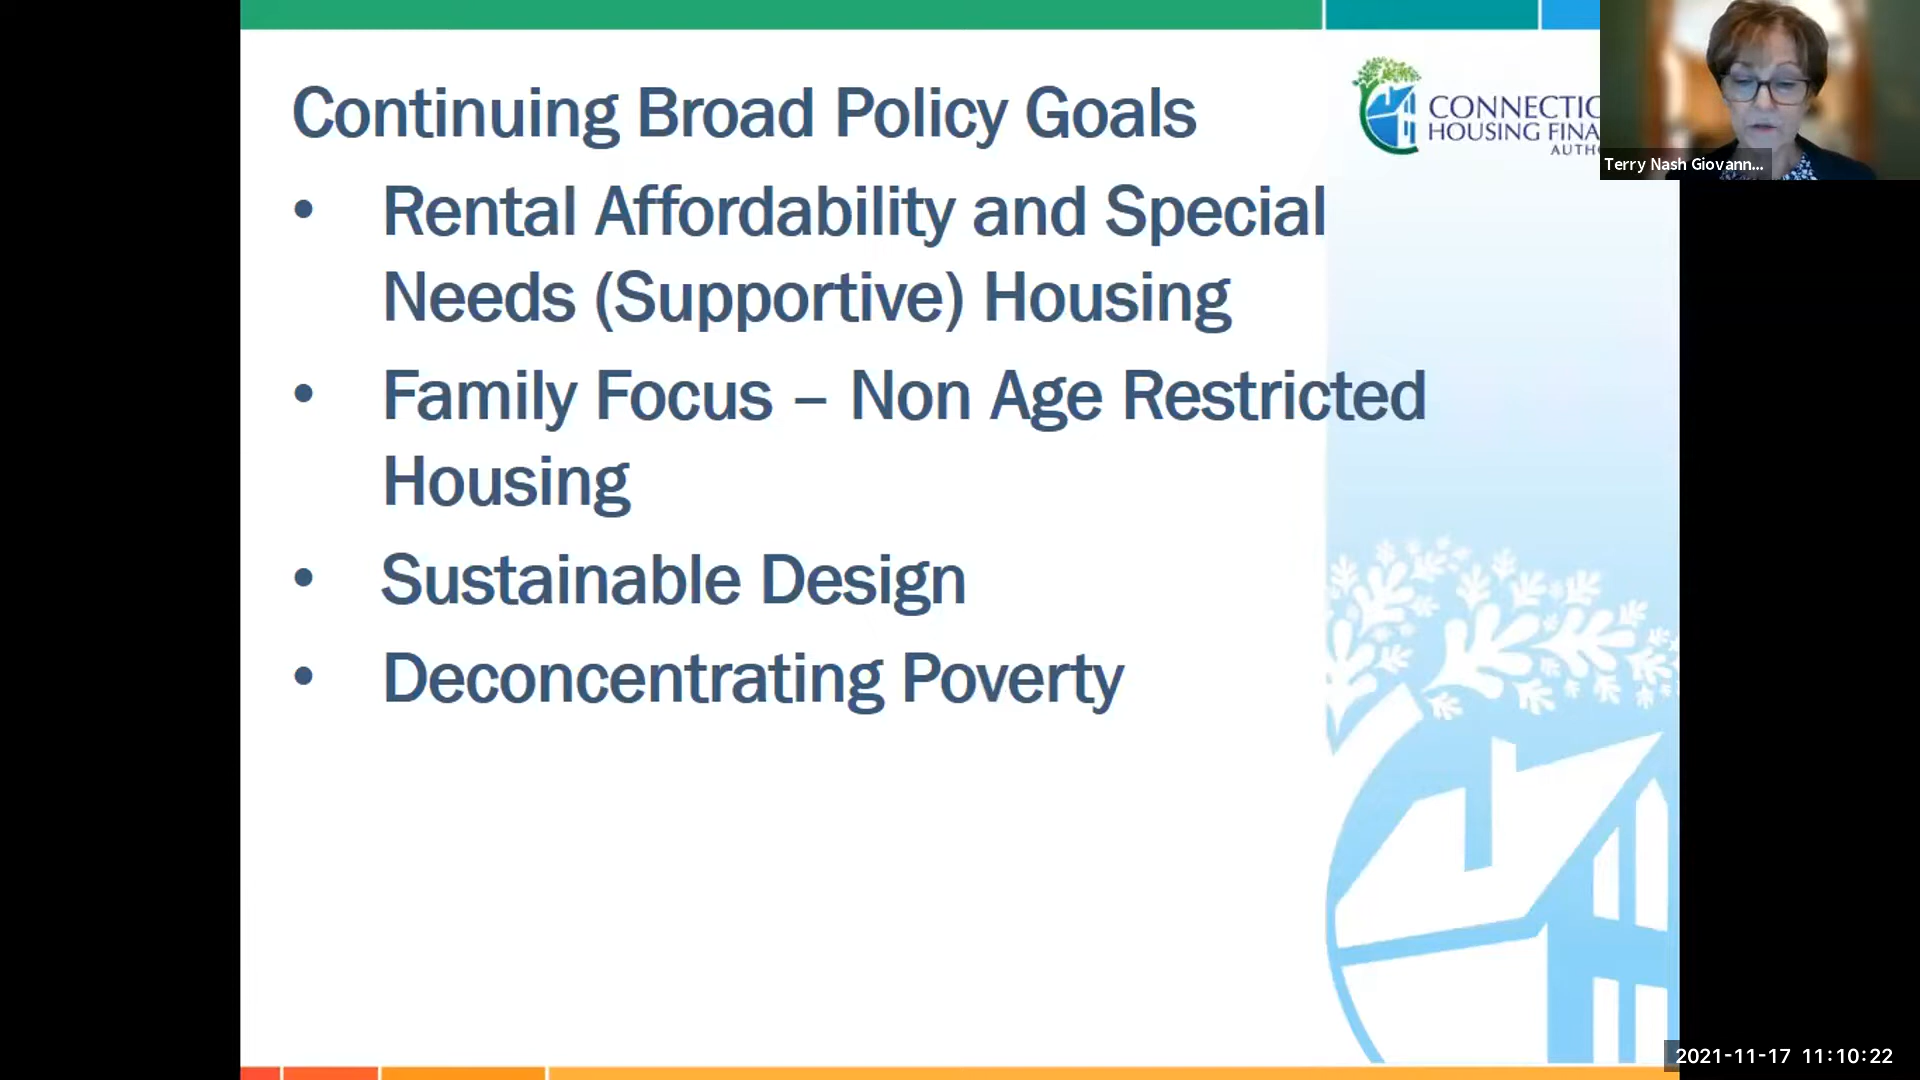 Continuing Broad Policy Goals
• Rental Affordability and Special
Needs (Supportive) Housing
• Family Focus – Non Age Restricted
Housing
• Sustainable Design
• Deconcentrating Poverty
CONNECTIC
HOUSING FINA
AUTH
Terry Nash Giovann...
2021-11-17 11:10:22